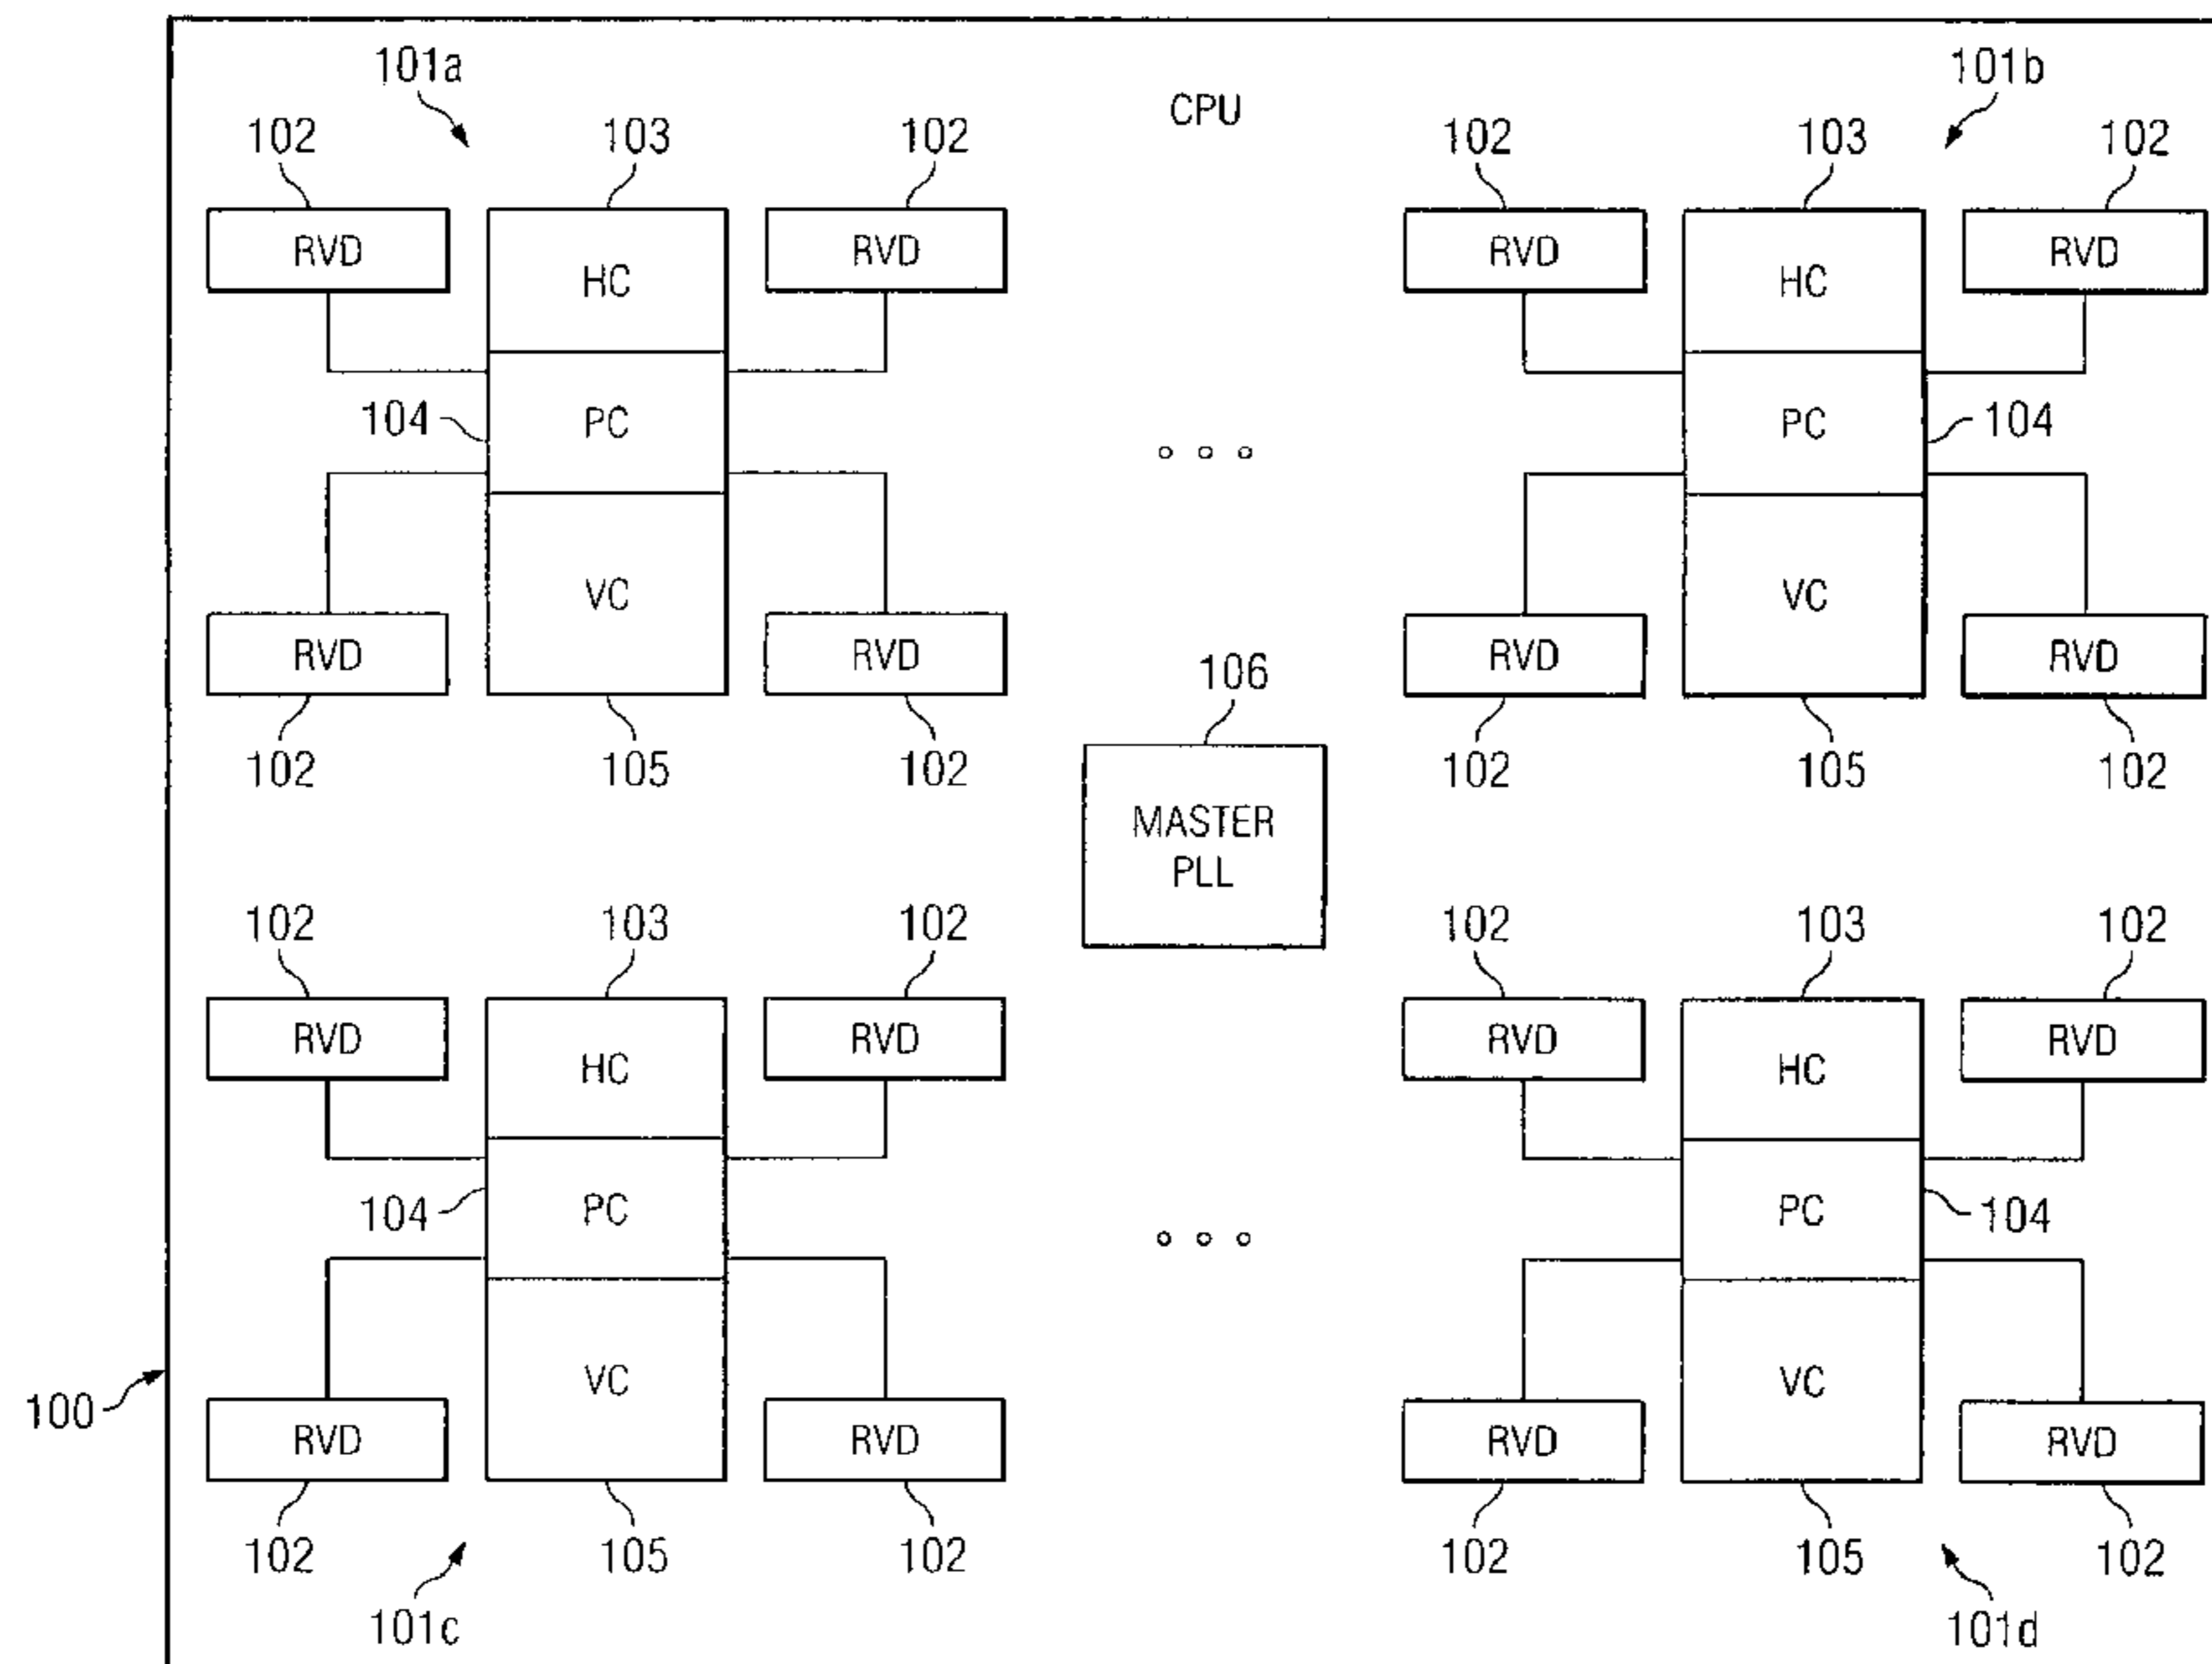 101a CPU 101b
102 103 102 102 103 102
RVD HC RVD RVD HC RVD
104 PC PC 104
RVD VC RVD RVD VC RVD
106
102 105 102 102 105 102
MASTER
PLL
102 103 102 102 103 102
RVD HC RVD RVD HC RVD
104 PC PC 104
100 RVD VC RVD RVD VC RVD
102 105 102 102 105 102
101c 101d